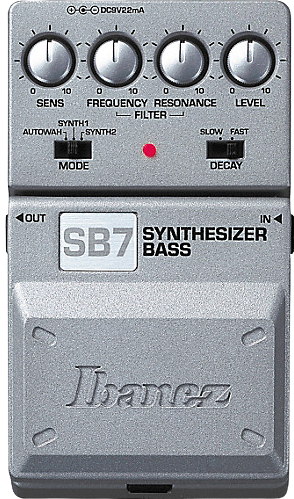 DC9V22mA
0 10 0 10 0 10 0 10
SENS FREQUENCY RESONANCE LEVEL
FILTER
SYNTH1
AUTOWAH SYNTH2
MODE
SLOW FAST
DECAY
OUT
IN
SB7 SYNTHESIZER
BASS
Ibanez